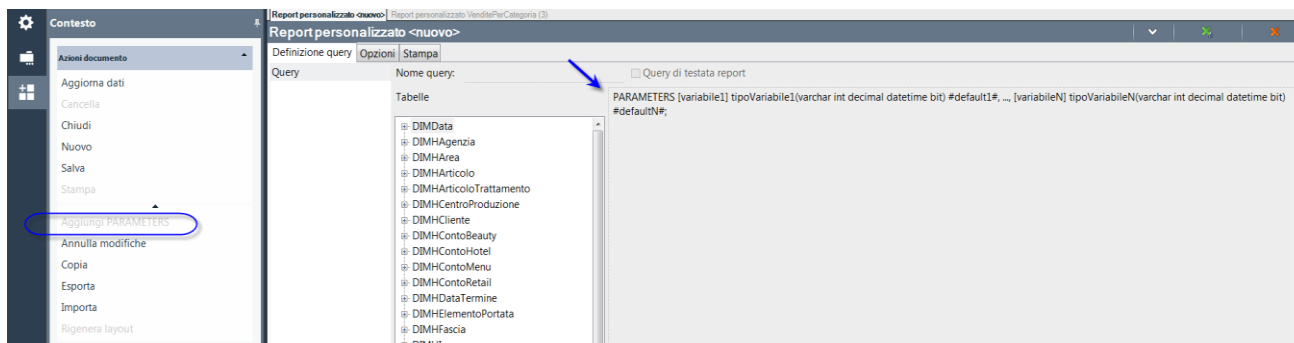 Contesto
Azioni documento
Aggiorna dati
Cancella
Chiudi
Nuovo
Salva
Stampa
Aggiungi PARAMETERS
Annulla modifiche
Copia
Esporta
Importa
Rigenera layout
Report personalizzato <nuovo> Report personalizzato VenditePerCategoria (3)
Report personalizzato <nuovo>
Definizione query Opzioni Stampa
Query Nome query: Query di testata report
Tabelle
DIMData
DIMHAgenzia
DIMHArea
DIMHArticolo
DIMHArticoloTrattamento
DIMHCentroProduzione
DIMHCliente
DIMHContoBeauty
DIMHContoHotel
DIMHContoMenu
DIMHContoRetail
DIMHDataTermine
DIMHElementoPortata
DIMHFascia
PARAMETERS [variabile1] tipoVariabile1(varchar int decimal datetime bit) #default1#, ..., [variabileN] tipoVariabileN(varchar int decimal datetime bit)
#defaultN#;